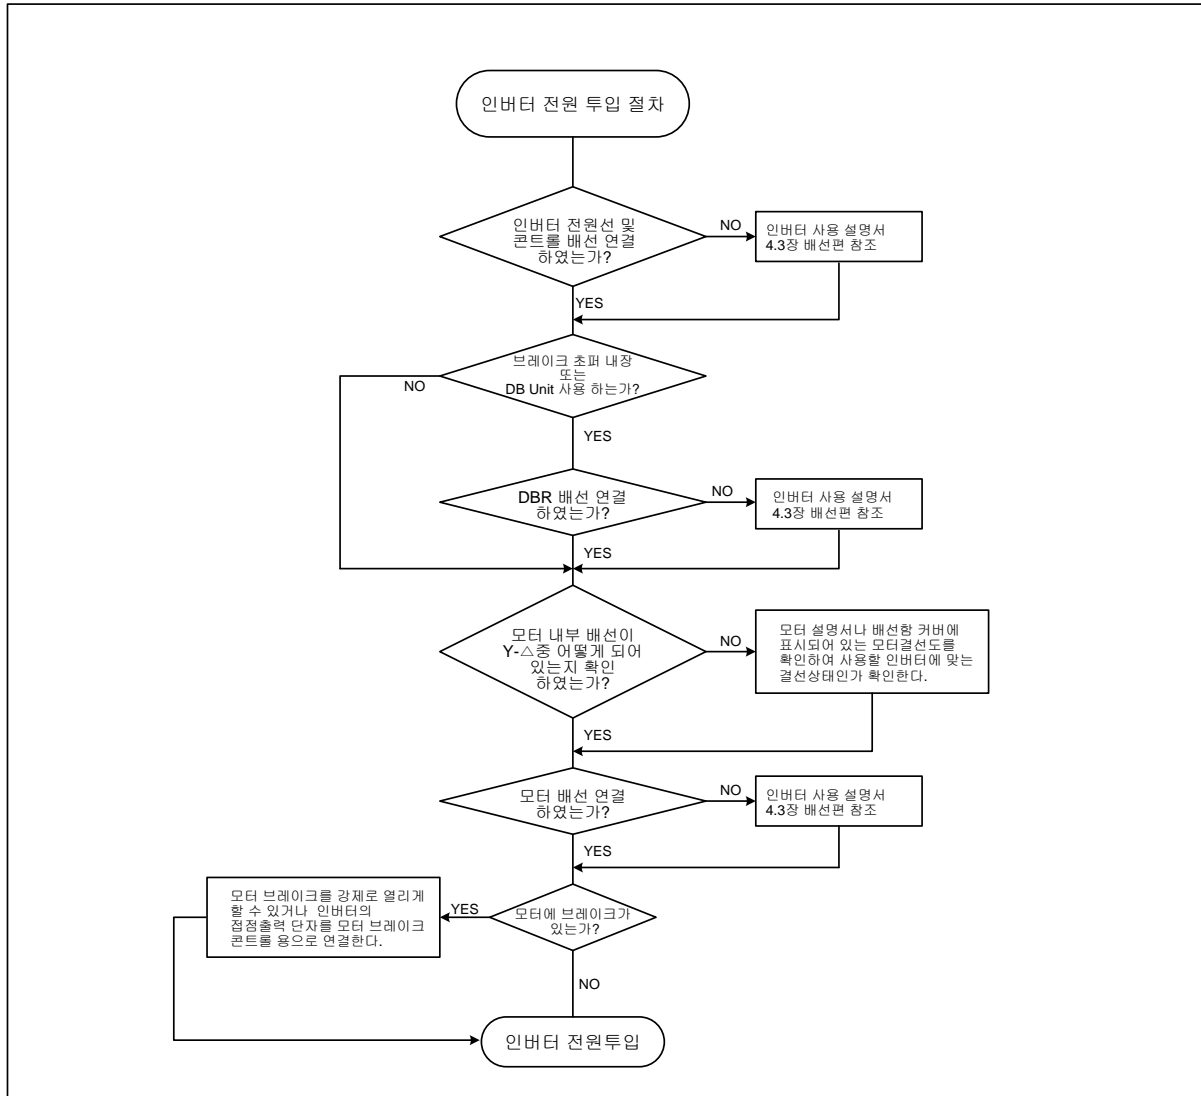 인버터 전원 투입 절차
인버터 전원선 및
콘트롤 배선 연결
하였는가?
NO
인버터 사용 설명서
4.3장 배선편 참조
YES
브레이크 초퍼 내장
또는
DB Unit 사용 하는가?
NO
YES
DBR 배선 연결
하였는가?
NO
인버터 사용 설명서
4.3장 배선편 참조
YES
모터 내부 배선이
Y-△중 어떻게 되어
있는지 확인
하였는가?
NO
모터 설명서나 배선함 커버에
표시되어 있는 모터결선도를
확인하여 사용할 인버터에 맞는
결선상태인가 확인한다.
YES
모터 배선 연결
하였는가?
NO
인버터 사용 설명서
4.3장 배선편 참조
YES
모터에 브레이크가
있는가?
YES
모터 브레이크를 강제로 열리게
할 수 있거나 인버터의
접점출력 단자를 모터 브레이크
콘트롤 용으로 연결한다.
NO
인버터 전원투입